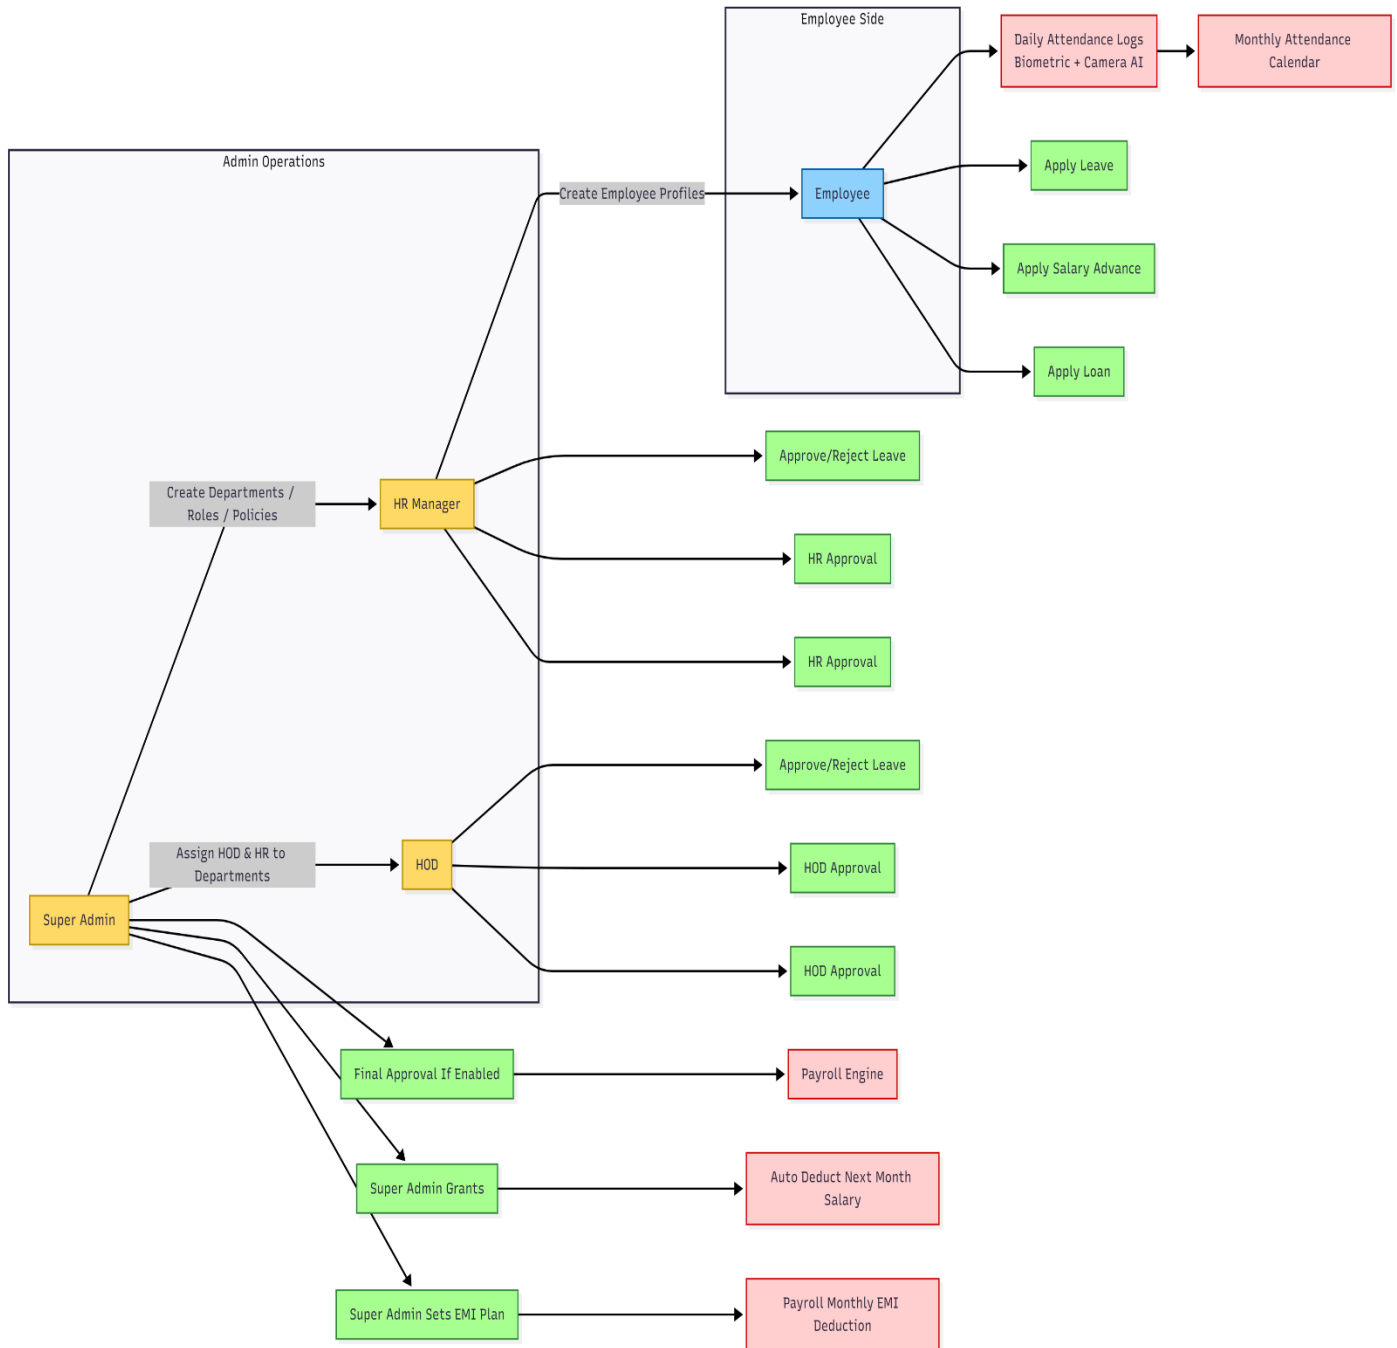 Employee Side
Daily Attendance Logs
Biometric + Camera AI
Monthly Attendance
Calendar
Admin Operations
Apply Leave
Create Employee Profiles
Employee
Apply Salary Advance
Apply Loan
Approve/Reject Leave
Create Departments /
Roles / Policies
HR Manager
HR Approval
HR Approval
Approve/Reject Leave
Assign HOD & HR to
Departments
HOD
HOD Approval
Super Admin
HOD Approval
Final Approval If Enabled
Payroll Engine
Super Admin Grants
Auto Deduct Next Month
Salary
Super Admin Sets EMI Plan
Payroll Monthly EMI
Deduction